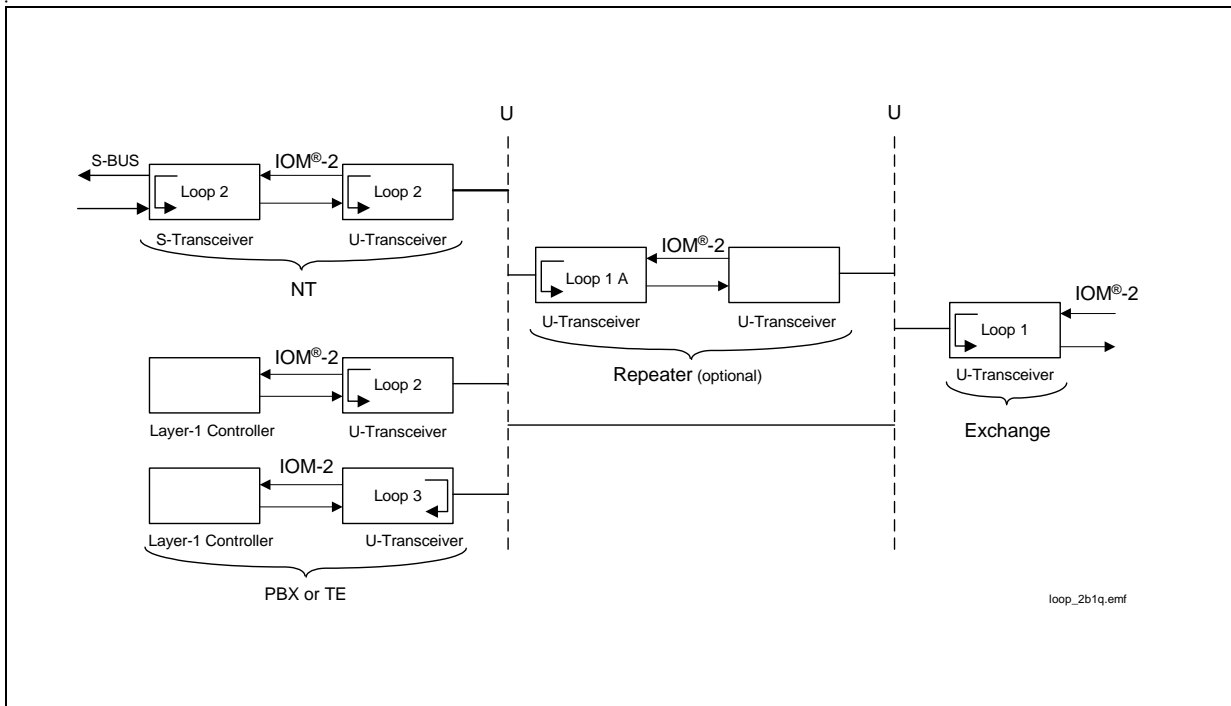 U
U
S-BUS
IOM®-2
Loop 2
Loop 2
S-Transceiver
U-Transceiver
NT
IOM®-2
Loop 1 A
U-Transceiver
U-Transceiver
Repeater (optional)
IOM®-2
Loop 1
U-Transceiver
Exchange
IOM®-2
Loop 2
Layer-1 Controller
U-Transceiver
IOM-2
Loop 3
Layer-1 Controller
U-Transceiver
PBX or TE
loop_2b1q.emf